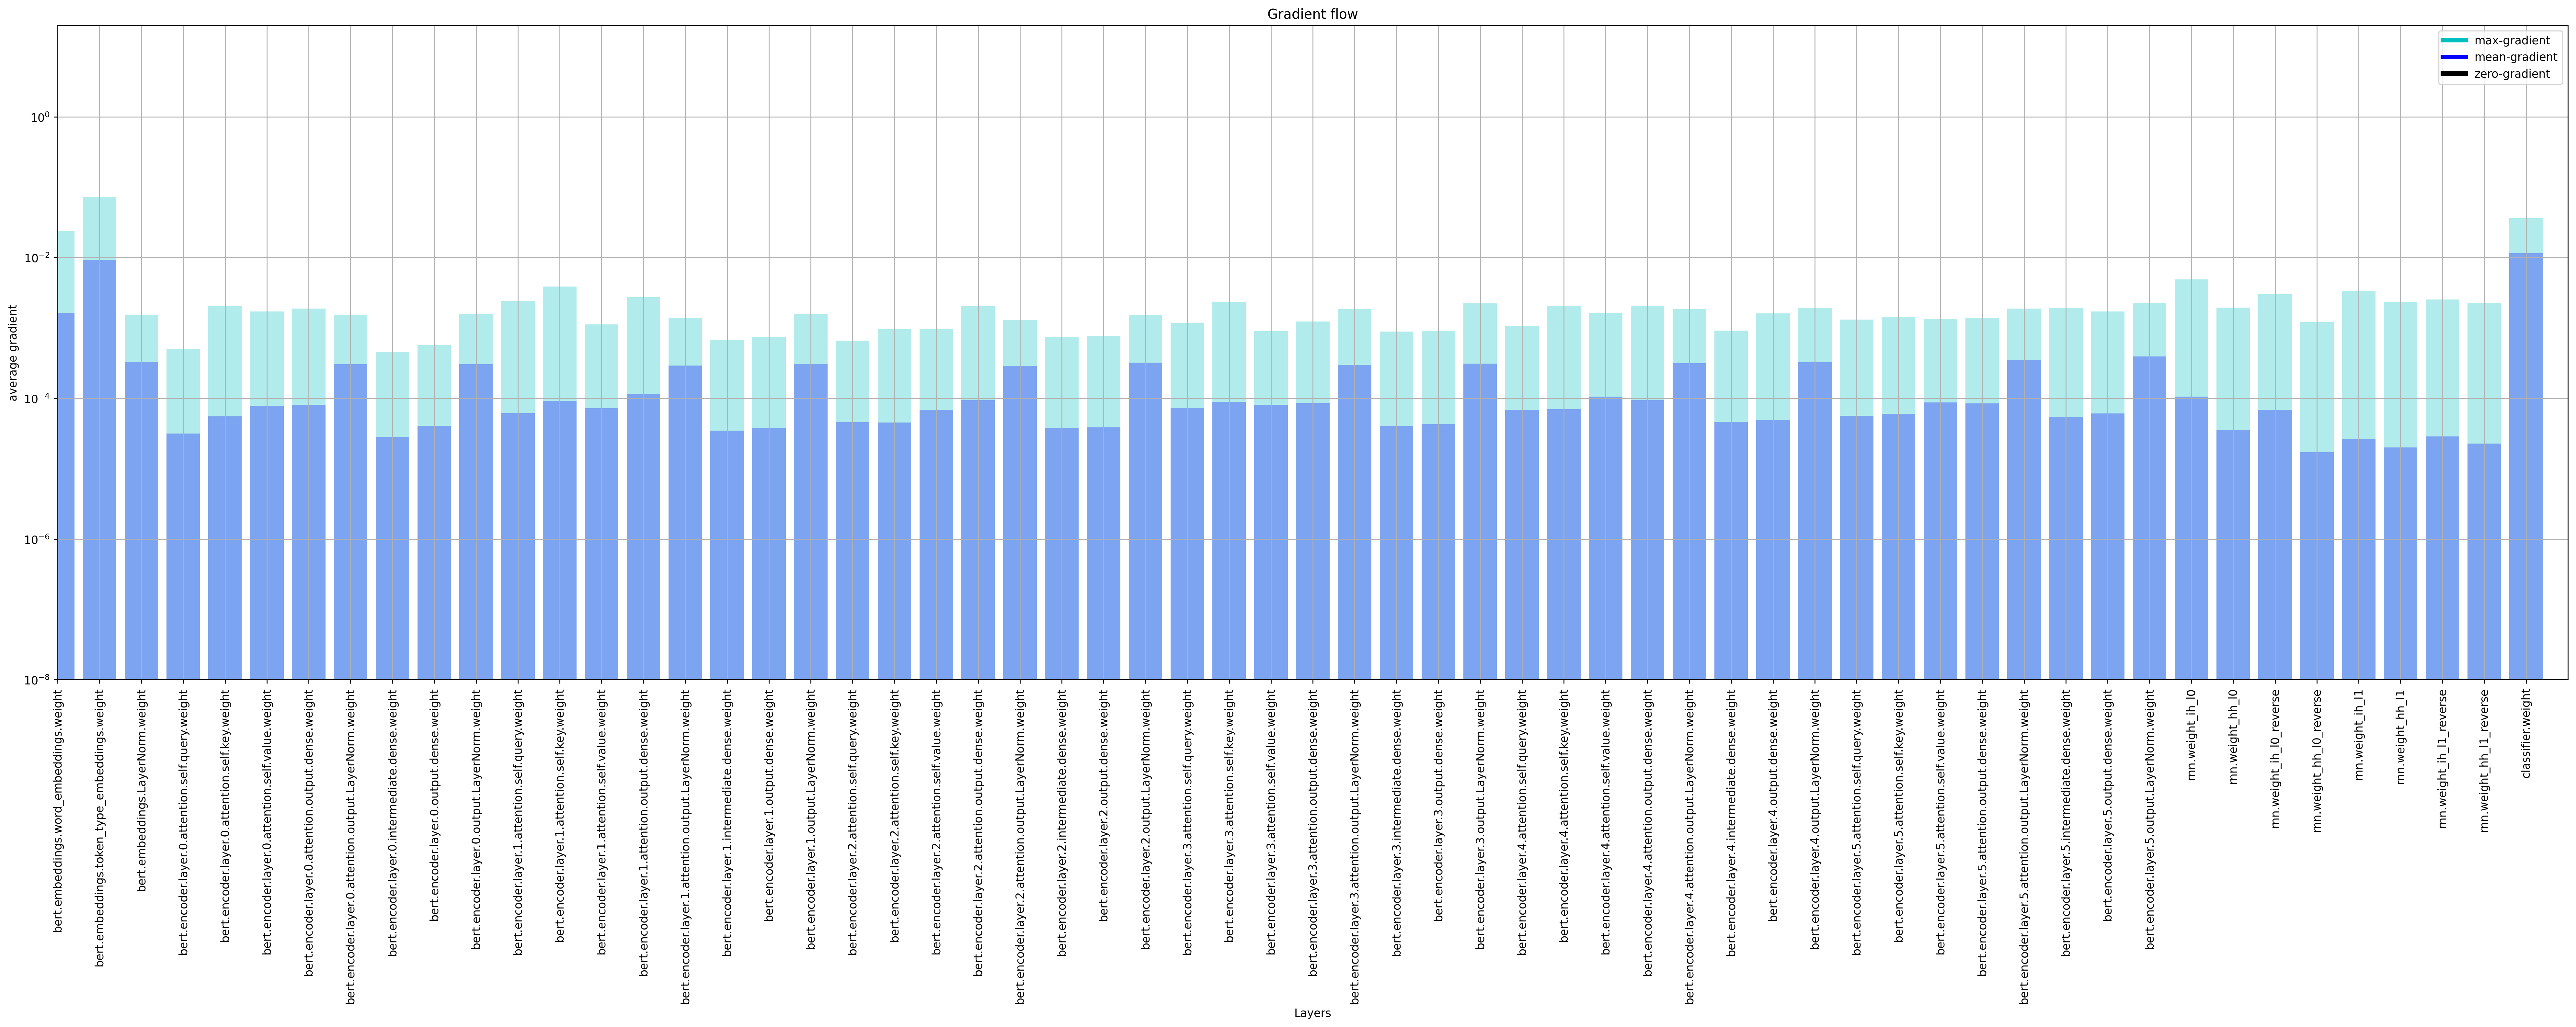 Gradient flow
max-gradient
mean-gradient
zero-gradient
average gradient
10⁰
10⁻²
10⁻⁴
10⁻⁶
10⁻⁸
bert.embeddings.word_embeddings.weight
bert.embeddings.token_type_embeddings.weight
bert.embeddings.LayerNorm.weight
bert.encoder.layer.0.attention.self.query.weight
bert.encoder.layer.0.attention.self.key.weight
bert.encoder.layer.0.attention.self.value.weight
bert.encoder.layer.0.attention.output.dense.weight
bert.encoder.layer.0.attention.output.LayerNorm.weight
bert.encoder.layer.0.intermediate.dense.weight
bert.encoder.layer.0.output.dense.weight
bert.encoder.layer.0.output.LayerNorm.weight
bert.encoder.layer.1.attention.self.query.weight
bert.encoder.layer.1.attention.self.key.weight
bert.encoder.layer.1.attention.self.value.weight
bert.encoder.layer.1.attention.output.dense.weight
bert.encoder.layer.1.attention.output.LayerNorm.weight
bert.encoder.layer.1.intermediate.dense.weight
bert.encoder.layer.1.output.dense.weight
bert.encoder.layer.1.output.LayerNorm.weight
bert.encoder.layer.2.attention.self.query.weight
bert.encoder.layer.2.attention.self.key.weight
bert.encoder.layer.2.attention.self.value.weight
bert.encoder.layer.2.attention.output.dense.weight
bert.encoder.layer.2.attention.output.LayerNorm.weight
bert.encoder.layer.2.intermediate.dense.weight
bert.encoder.layer.2.output.dense.weight
bert.encoder.layer.2.output.LayerNorm.weight
bert.encoder.layer.3.attention.self.query.weight
bert.encoder.layer.3.attention.self.key.weight
bert.encoder.layer.3.attention.self.value.weight
bert.encoder.layer.3.attention.output.dense.weight
bert.encoder.layer.3.attention.output.LayerNorm.weight
bert.encoder.layer.3.intermediate.dense.weight
bert.encoder.layer.3.output.dense.weight
bert.encoder.layer.3.output.LayerNorm.weight
bert.encoder.layer.4.attention.self.query.weight
bert.encoder.layer.4.attention.self.key.weight
bert.encoder.layer.4.attention.self.value.weight
bert.encoder.layer.4.attention.output.dense.weight
bert.encoder.layer.4.attention.output.LayerNorm.weight
bert.encoder.layer.4.intermediate.dense.weight
bert.encoder.layer.4.output.dense.weight
bert.encoder.layer.4.output.LayerNorm.weight
bert.encoder.layer.5.attention.self.query.weight
bert.encoder.layer.5.attention.self.key.weight
bert.encoder.layer.5.attention.self.value.weight
bert.encoder.layer.5.attention.output.dense.weight
bert.encoder.layer.5.attention.output.LayerNorm.weight
bert.encoder.layer.5.intermediate.dense.weight
bert.encoder.layer.5.output.dense.weight
bert.encoder.layer.5.output.LayerNorm.weight
rnn.weight_ih_l0
rnn.weight_hh_l0
rnn.weight_ih_l0_reverse
rnn.weight_hh_l0_reverse
rnn.weight_ih_l1
rnn.weight_hh_l1
rnn.weight_ih_l1_reverse
rnn.weight_hh_l1_reverse
classifier.weight
Layers